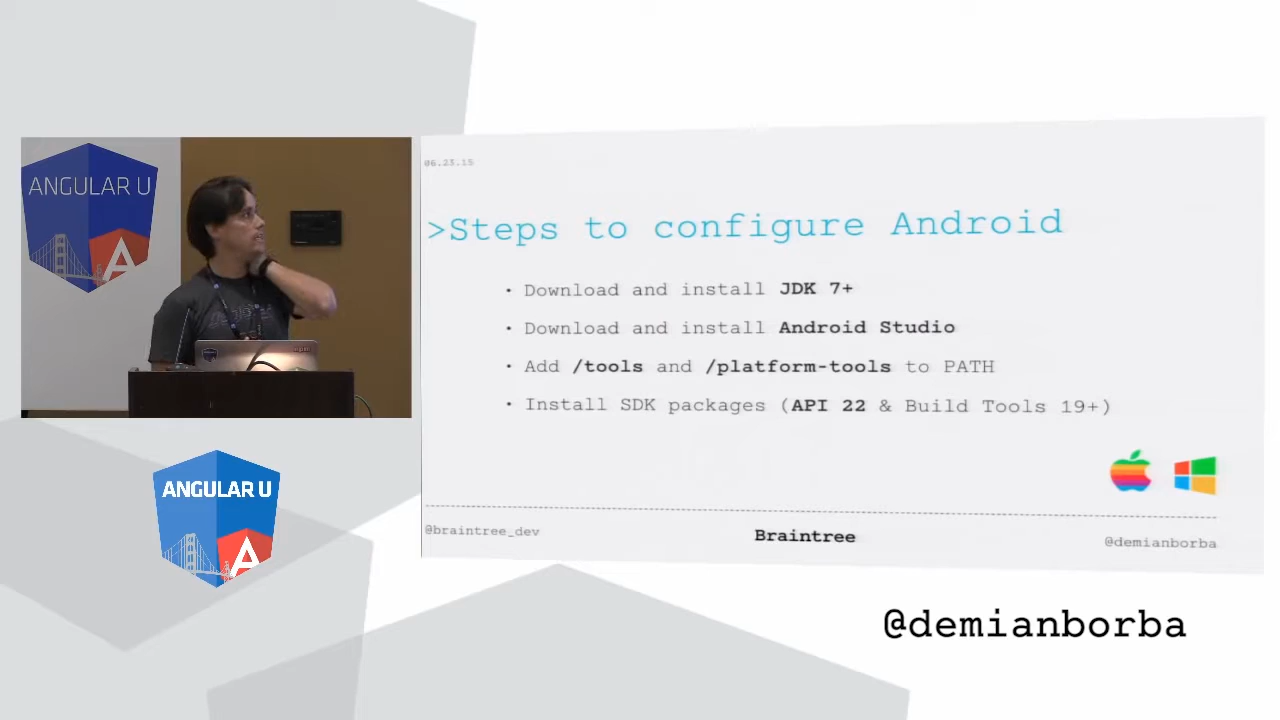 ANGULAR U
A
06.23.15
>Steps to configure Android
• Download and install JDK 7+
• Download and install Android Studio
• Add /tools and /platform-tools to PATH
• Install SDK packages (API 22 & Build Tools 19+)
@braintree_dev
Braintree
@demianborba
ANGULAR U
A
@demianborba